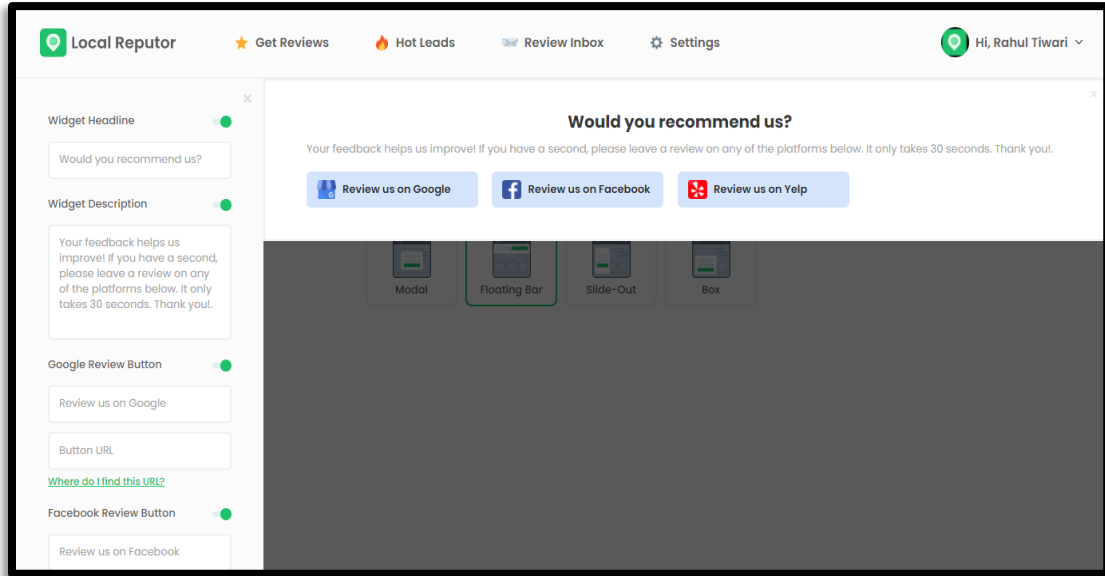 Local Reputor
Get Reviews
Hot Leads
Review Inbox
Settings
Hi, Rahul Tiwari
Widget Headline
Would you recommend us?
Widget Description
Your feedback helps us
improve! If you have a second,
please leave a review on any
of the platforms below. It only
takes 30 seconds. Thank you!.
Google Review Button
Review us on Google
Button URL
Where do I find this URL?
Facebook Review Button
Review us on Facebook
Would you recommend us?
Your feedback helps us improve! If you have a second, please leave a review on any of the platforms below. It only takes 30 seconds. Thank you!.
Review us on Google
Review us on Facebook
Review us on Yelp
Modal
Floating Bar
Slide-Out
Box